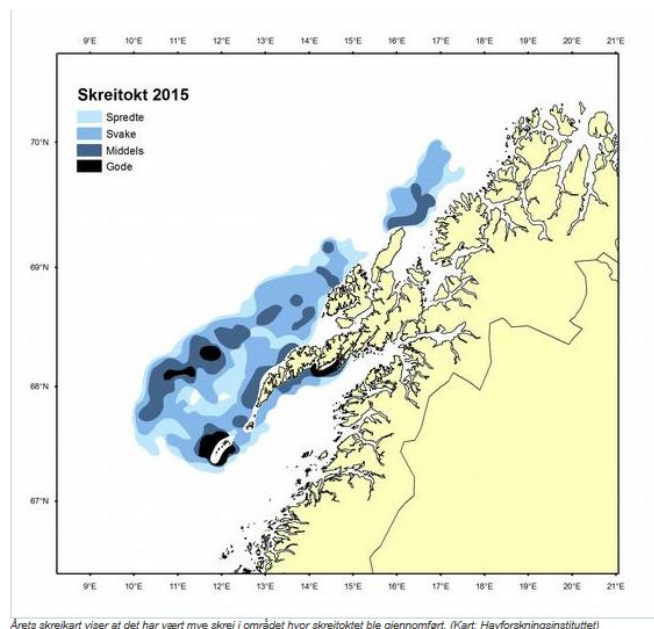 9°E 10°E 11°E 12°E 13°E 14°E 15°E 16°E 17°E 18°E 19°E 20°E 21°E
Skreitokt 2015
Spredte
Svake
Middels
Gode
70°N
69°N
68°N
67°N
9°E 10°E 11°E 12°E 13°E 14°E 15°E 16°E 17°E 18°E 19°E 20°E 21°E
Årets skreikart viser at det har vært mye skrei i området hvor skreitoktet ble gjennomført. (Kart: Havforskningsinstituttet)